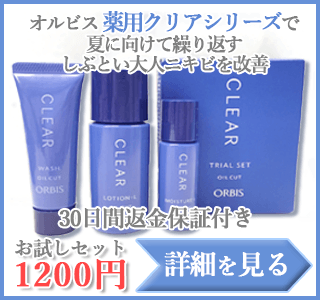 オルビス 薬用クリアシリーズで
夏に向けて繰り返す
しぶとい大人ニキビを改善
CLEAR
WASH
OIL CUT
ORBIS
CLEAR
LOTION-L
CLEAR
MOISTURE
CLEAR
TRIAL SET
OIL CUT
ORBIS
30日間返金保証付き
お試しセット
1200円
詳細を見る